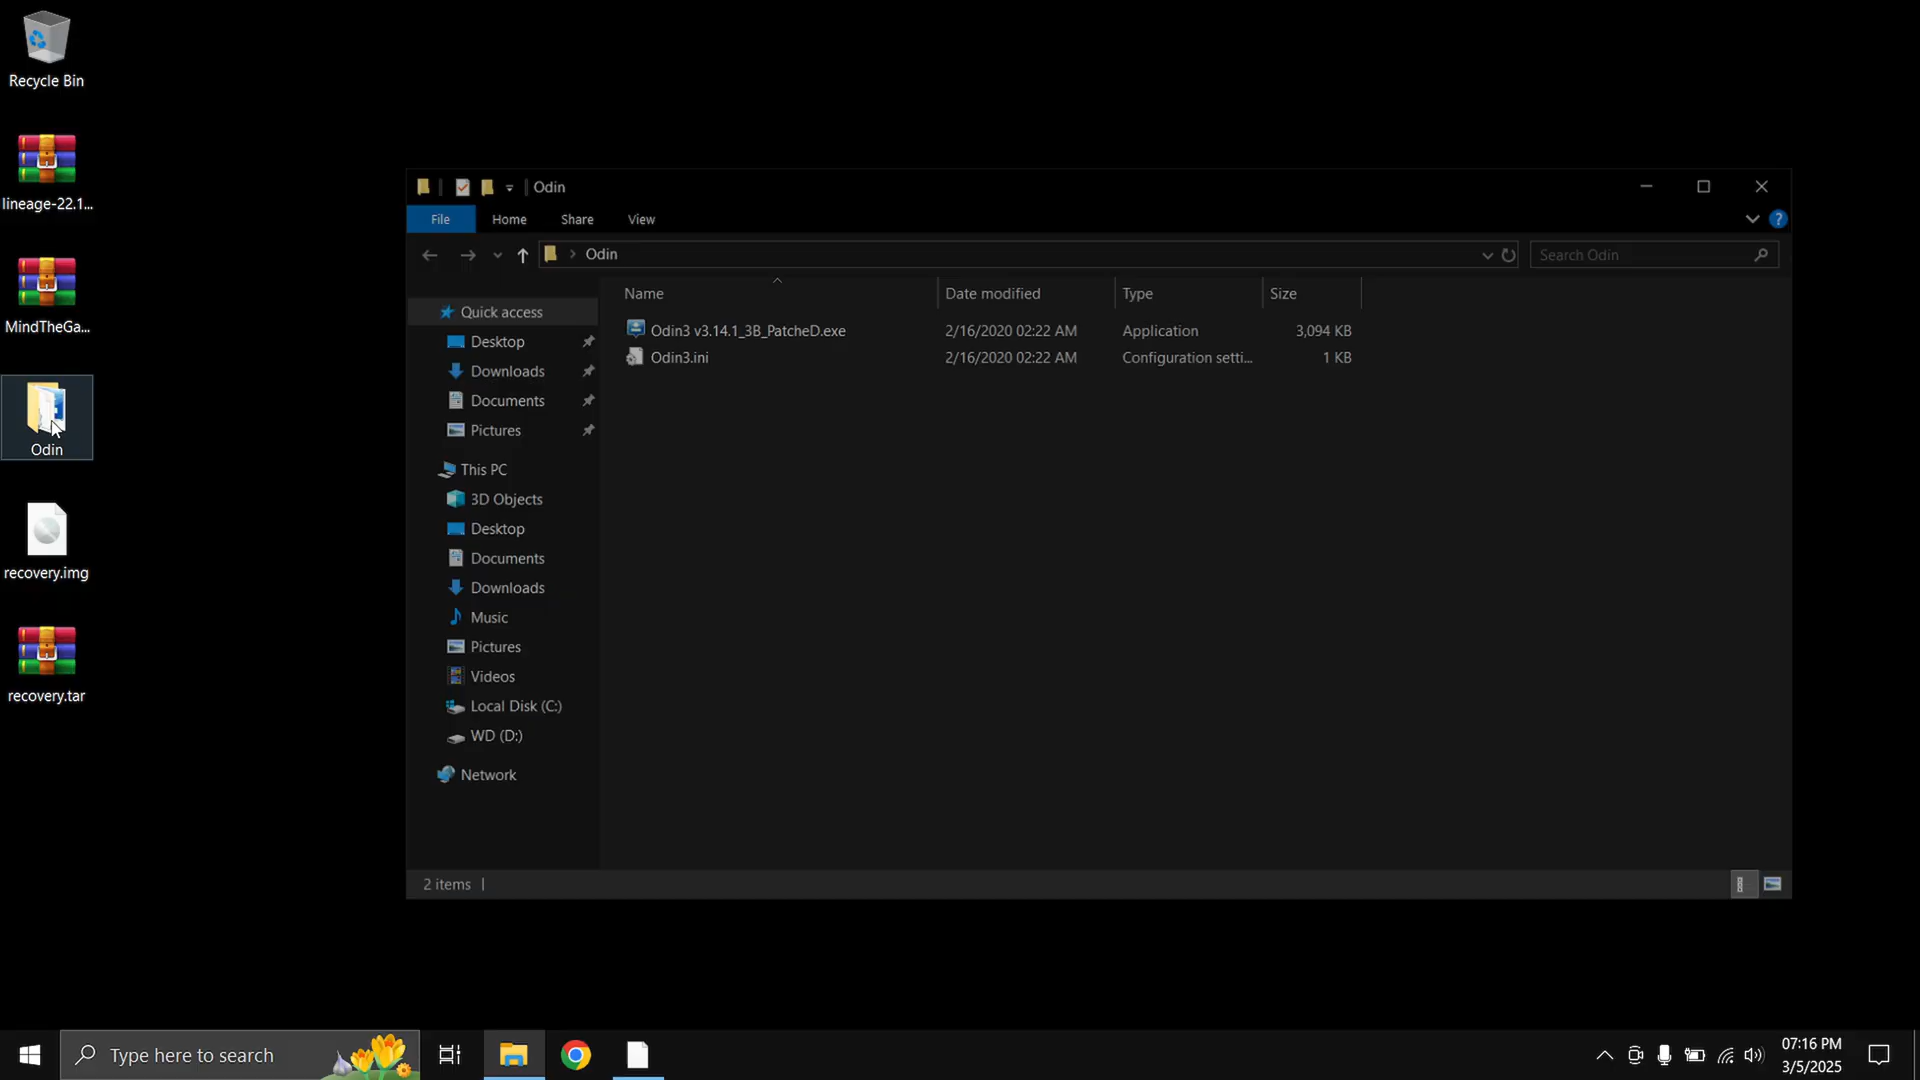 Recycle Bin
lineage-22.1...
MindTheGa...
Odin
recovery.img
recovery.tar
Odin
File Home Share View
Odin
Search Odin
Name Date modified Type Size
Odin3 v3.14.1_3B_PatcheD.exe 2/16/2020 02:22 AM Application 3,094 KB
Odin3.ini 2/16/2020 02:22 AM Configuration setti... 1 KB
Quick access
Desktop
Downloads
Documents
Pictures
This PC
3D Objects
Desktop
Documents
Downloads
Music
Pictures
Videos
Local Disk (C:)
WD (D:)
Network
2 items
Type here to search
07:16 PM
3/5/2025